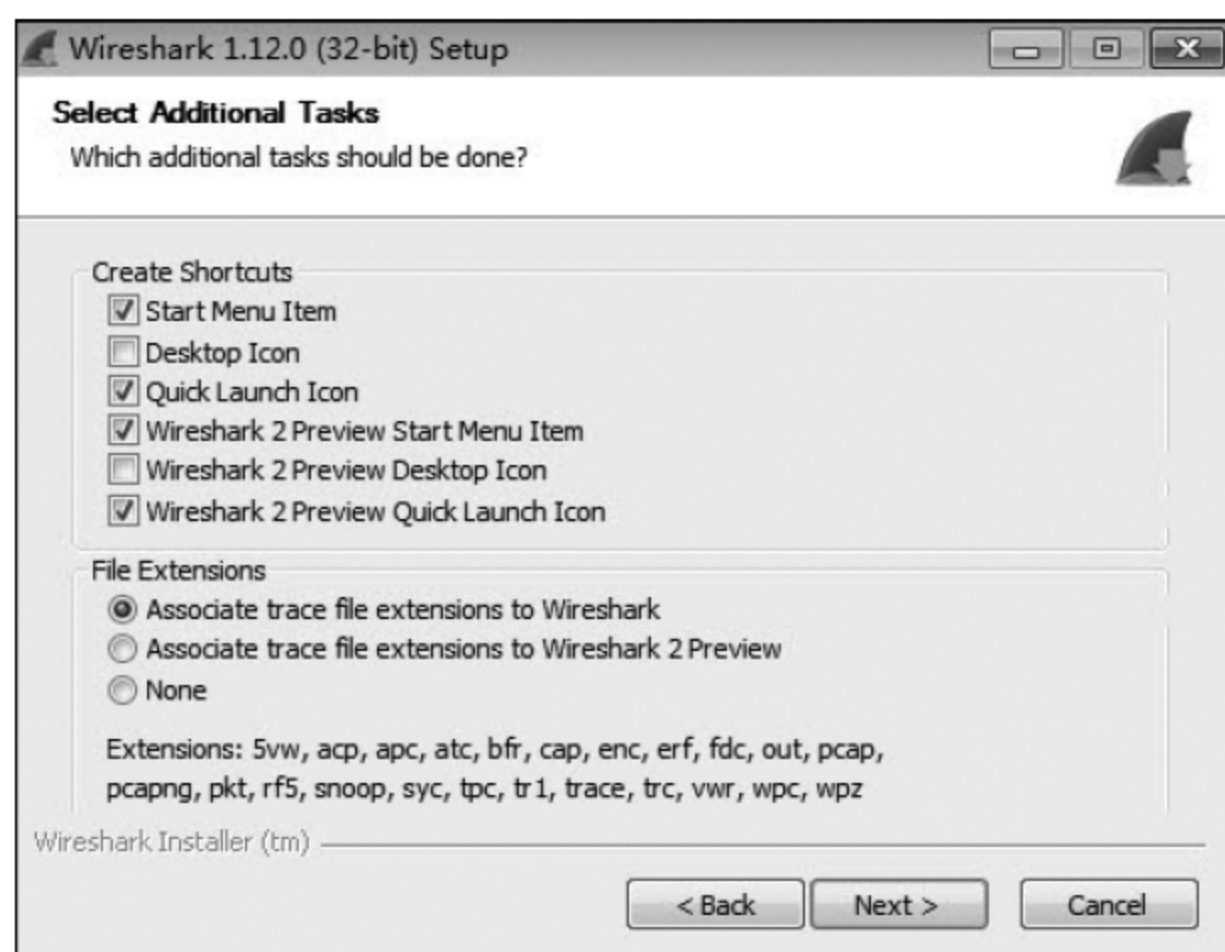 Wireshark 1.12.0 (32-bit) Setup
Select Additional Tasks
Which additional tasks should be done?
Create Shortcuts
Start Menu Item
Desktop Icon
Quick Launch Icon
Wireshark 2 Preview Start Menu Item
Wireshark 2 Preview Desktop Icon
Wireshark 2 Preview Quick Launch Icon
File Extensions
Associate trace file extensions to Wireshark
Associate trace file extensions to Wireshark 2 Preview
None
Extensions: 5vw, acp, apc, atc, bfr, cap, enc, erf, fdc, out, pcap,
pcapng, pkt, rf5, snoop, syc, tpc, tr1, trace, trc, vwr, wpc, wpz
Wireshark Installer (tm)
< Back Next > Cancel